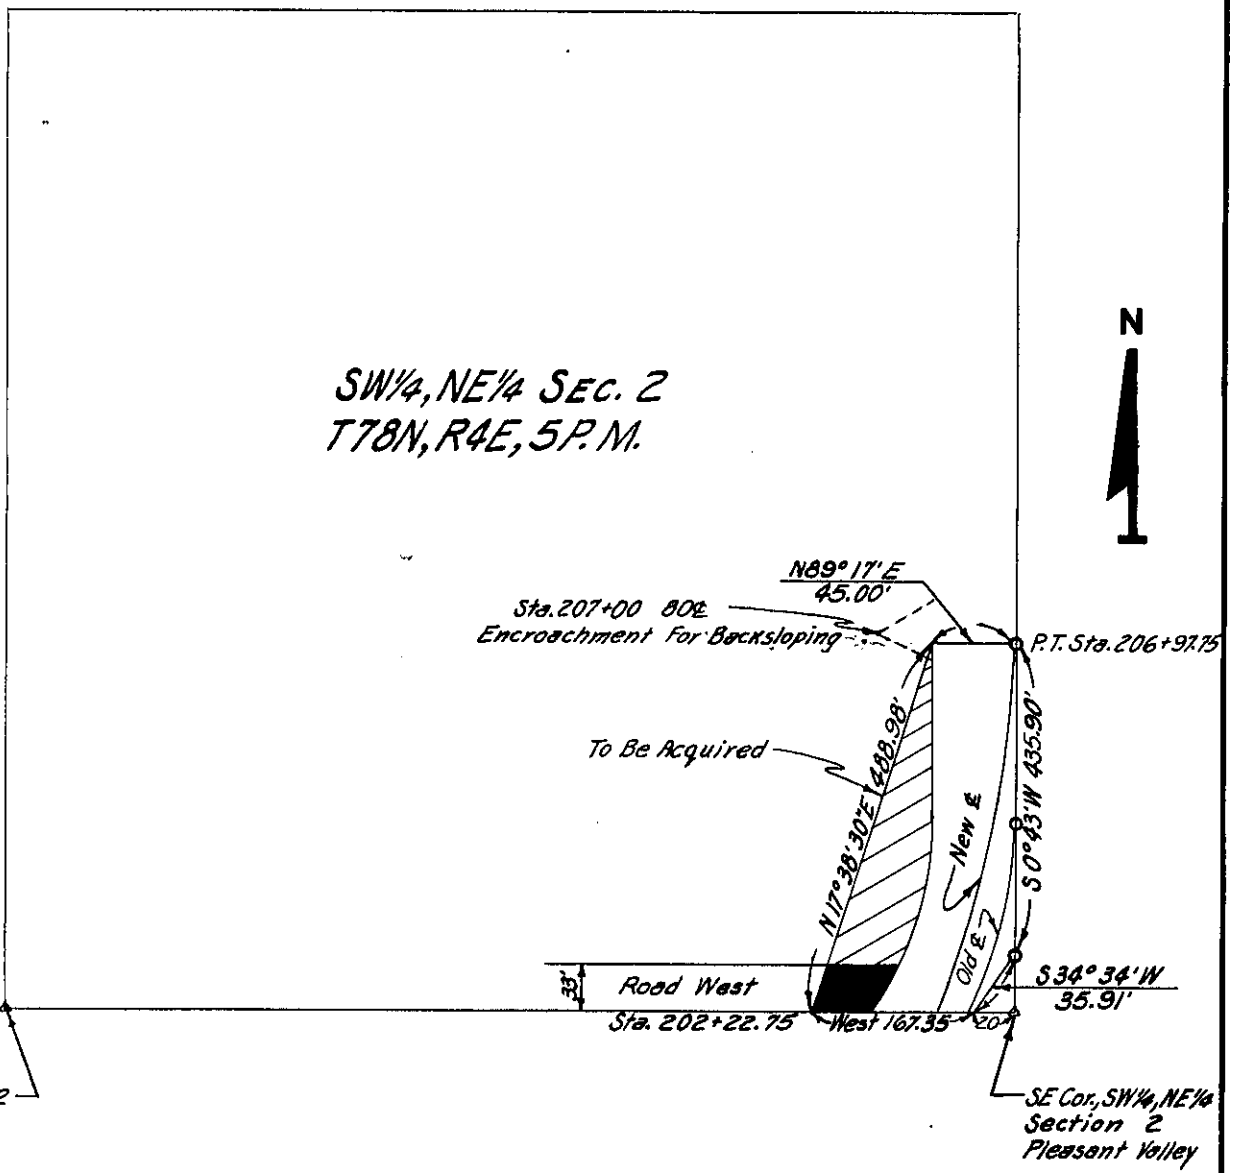 SW¼, NE¼ SEC. 2
T78N, R4E, 5P.M.
N
N89°17'E
45.00'
Sta. 207+00 80℄
Encroachment For Backsloping
P.T. Sta. 206+97.75
To Be Acquired
N17°38'30"E 488.98'
New ℄
Old ℄
S0°43'W 435.90'
33'
Road West
S34°34'W
35.91'
Sta. 202+22.75
West 167.35
20
2
SE Cor., SW¼, NE¼
Section 2
Pleasant Valley